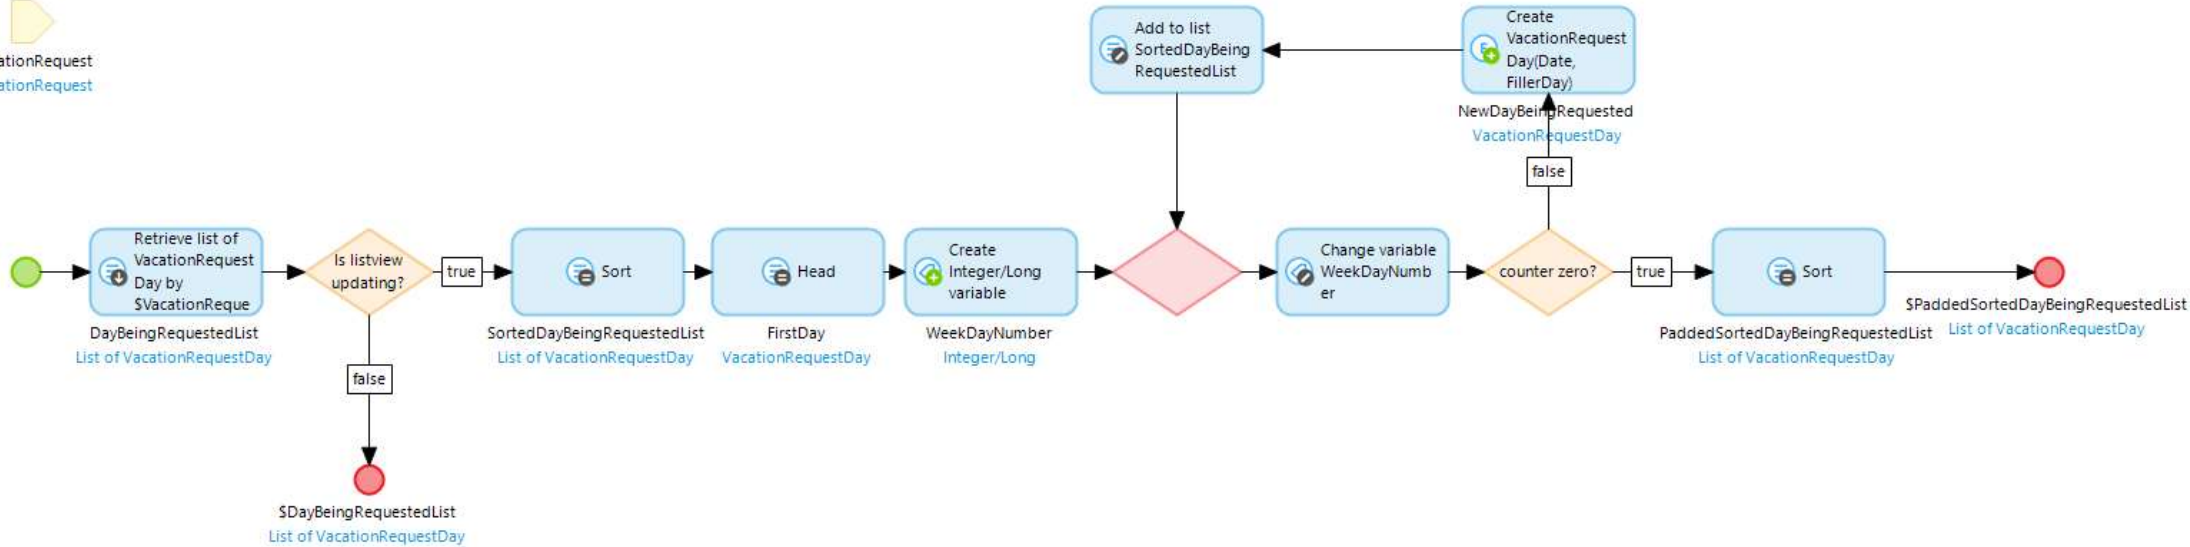 ationRequest
ationRequest
Retrieve list of
VacationRequest
Day by
$VacationReque
DayBeingRequestedList
List of VacationRequestDay
Is listview
updating?
true
false
$DayBeingRequestedList
List of VacationRequestDay
Sort
SortedDayBeingRequestedList
List of VacationRequestDay
Head
FirstDay
VacationRequestDay
Create
Integer/Long
variable
WeekDayNumber
Integer/Long
Add to list
SortedDayBeing
RequestedList
Change variable
WeekDayNumb
er
counter zero?
false
Create
VacationRequest
Day(Date,
FillerDay)
NewDayBeingRequested
VacationRequestDay
true
Sort
PaddedSortedDayBeingRequestedList
List of VacationRequestDay
$PaddedSortedDayBeingRequestedList
List of VacationRequestDay